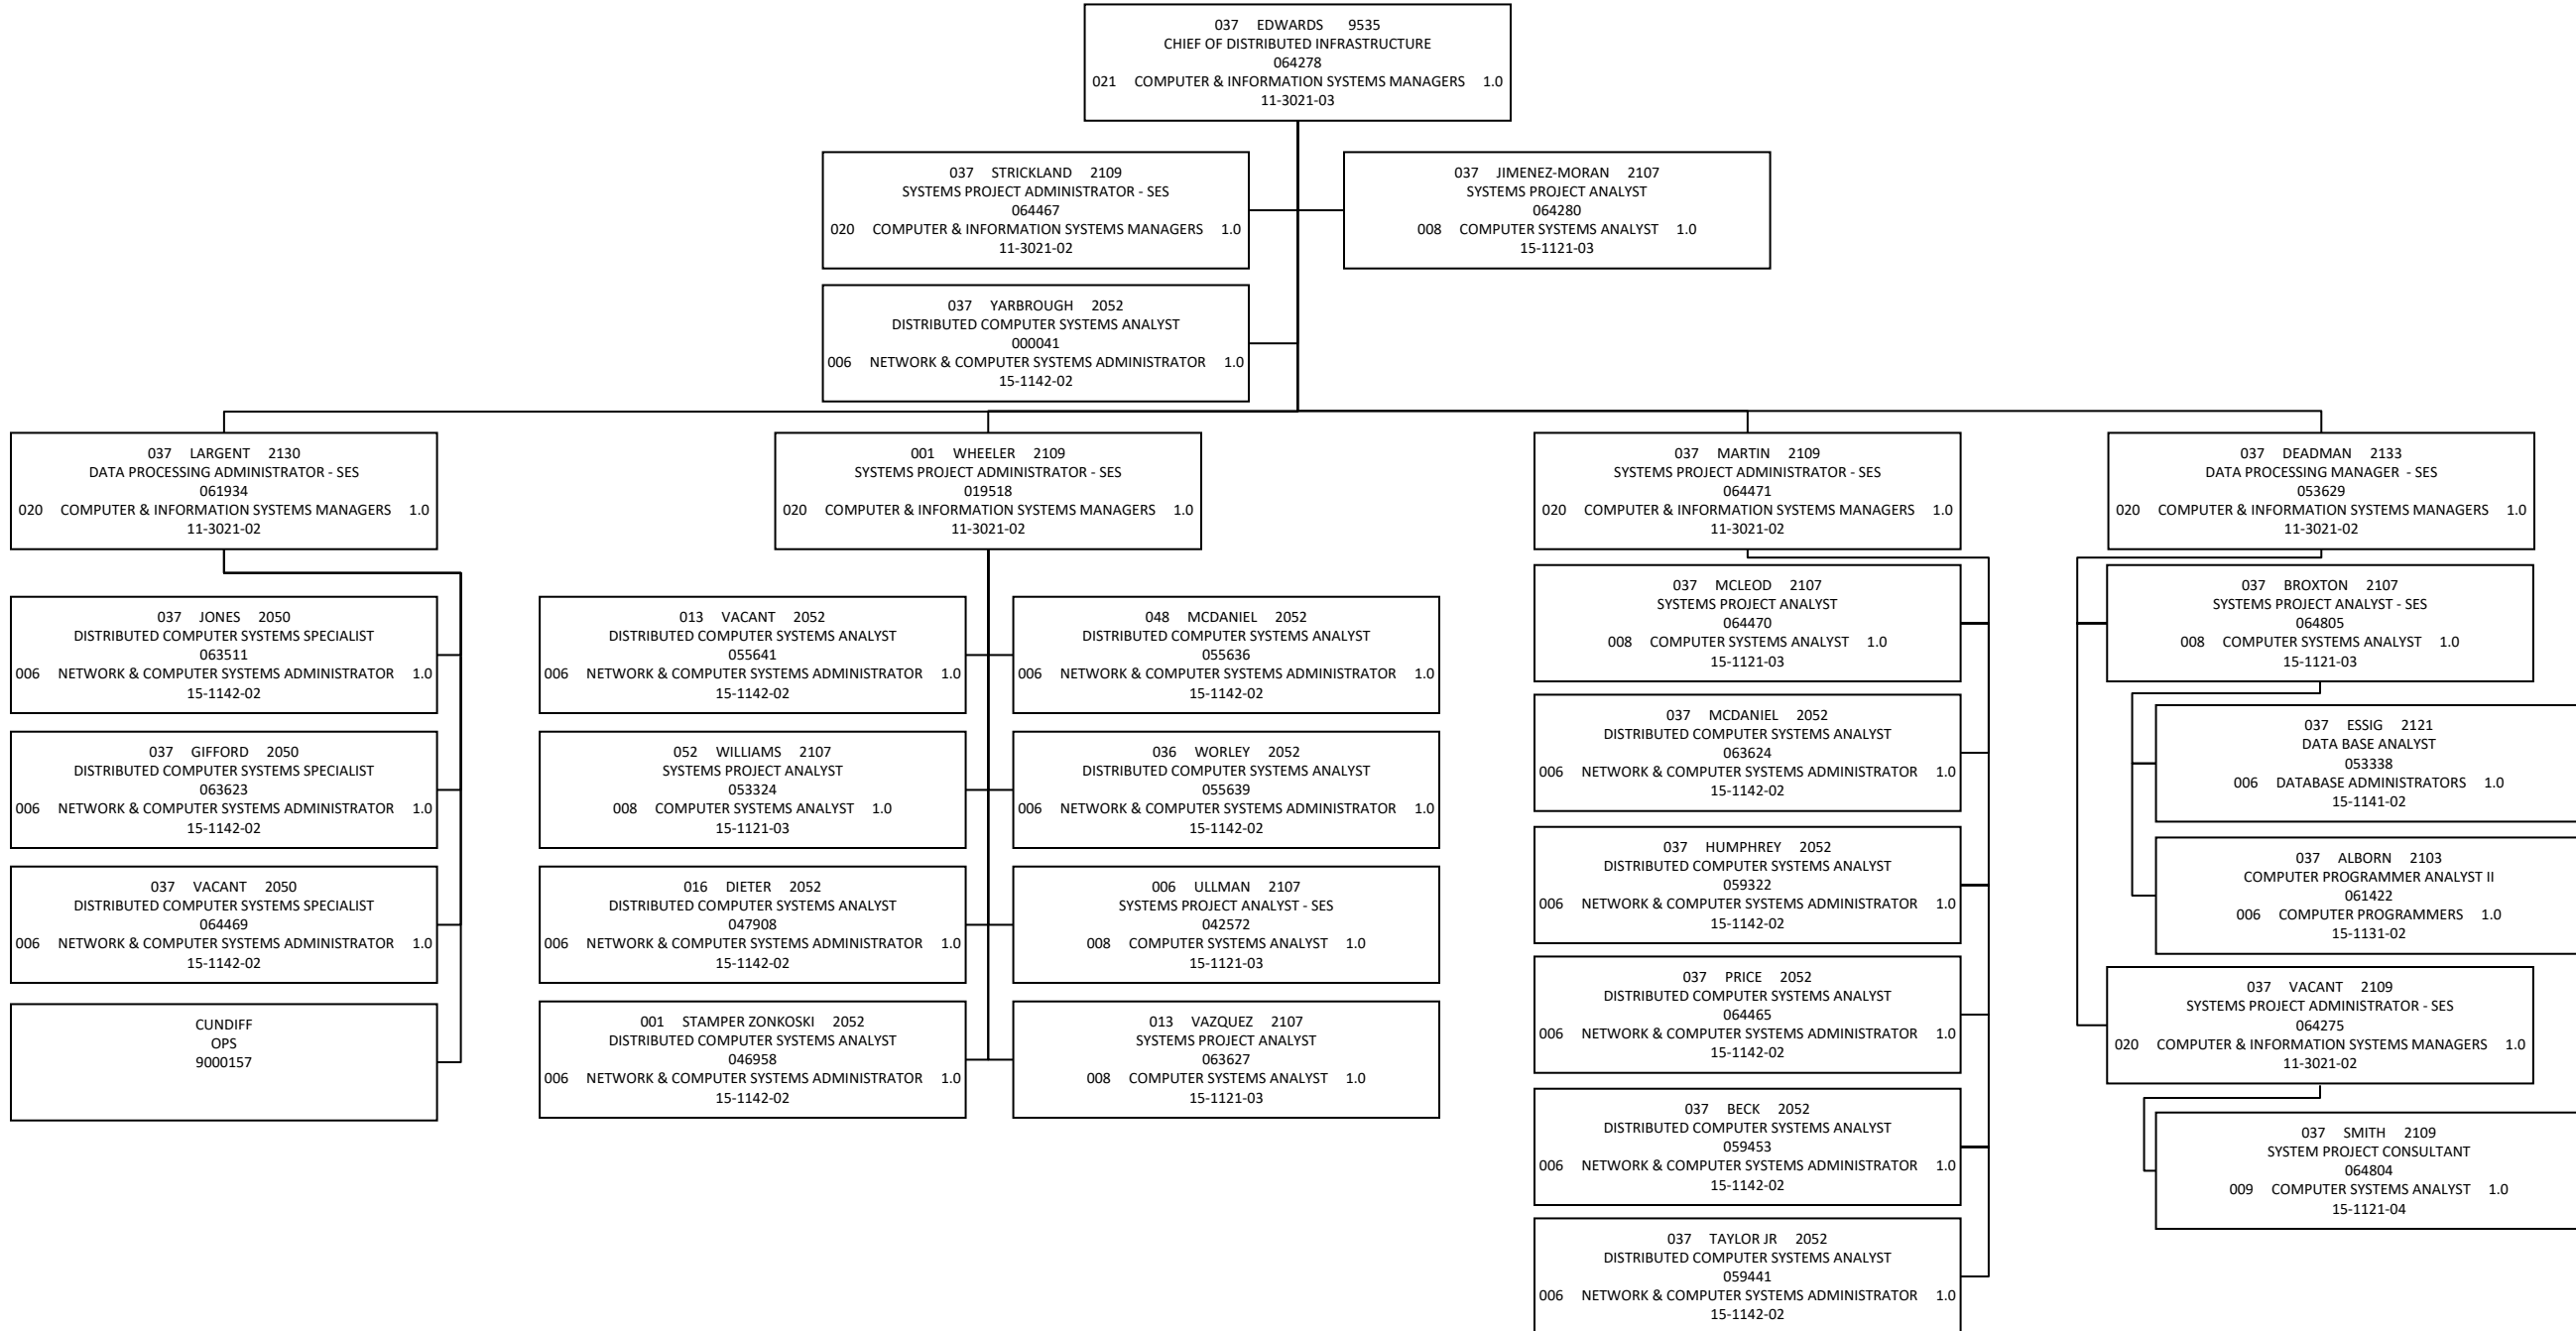 037 EDWARDS 9535
CHIEF OF DISTRIBUTED INFRASTRUCTURE
064278
021 COMPUTER & INFORMATION SYSTEMS MANAGERS 1.0
11-3021-03
037 STRICKLAND 2109
SYSTEMS PROJECT ADMINISTRATOR - SES
064467
020 COMPUTER & INFORMATION SYSTEMS MANAGERS 1.0
11-3021-02
037 JIMENEZ-MORAN 2107
SYSTEMS PROJECT ANALYST
064280
008 COMPUTER SYSTEMS ANALYST 1.0
15-1121-03
037 YARBROUGH 2052
DISTRIBUTED COMPUTER SYSTEMS ANALYST
000041
006 NETWORK & COMPUTER SYSTEMS ADMINISTRATOR 1.0
15-1142-02
037 LARGENT 2130
DATA PROCESSING ADMINISTRATOR - SES
061934
020 COMPUTER & INFORMATION SYSTEMS MANAGERS 1.0
11-3021-02
037 JONES 2050
DISTRIBUTED COMPUTER SYSTEMS SPECIALIST
063511
006 NETWORK & COMPUTER SYSTEMS ADMINISTRATOR 1.0
15-1142-02
037 GIFFORD 2050
DISTRIBUTED COMPUTER SYSTEMS SPECIALIST
063623
006 NETWORK & COMPUTER SYSTEMS ADMINISTRATOR 1.0
15-1142-02
037 VACANT 2050
DISTRIBUTED COMPUTER SYSTEMS SPECIALIST
064469
006 NETWORK & COMPUTER SYSTEMS ADMINISTRATOR 1.0
15-1142-02
CUNDIFF
OPS
9000157
001 WHEELER 2109
SYSTEMS PROJECT ADMINISTRATOR - SES
019518
020 COMPUTER & INFORMATION SYSTEMS MANAGERS 1.0
11-3021-02
013 VACANT 2052
DISTRIBUTED COMPUTER SYSTEMS ANALYST
055641
006 NETWORK & COMPUTER SYSTEMS ADMINISTRATOR 1.0
15-1142-02
048 MCDANIEL 2052
DISTRIBUTED COMPUTER SYSTEMS ANALYST
055636
006 NETWORK & COMPUTER SYSTEMS ADMINISTRATOR 1.0
15-1142-02
052 WILLIAMS 2107
SYSTEMS PROJECT ANALYST
053324
008 COMPUTER SYSTEMS ANALYST 1.0
15-1121-03
036 WORLEY 2052
DISTRIBUTED COMPUTER SYSTEMS ANALYST
055639
006 NETWORK & COMPUTER SYSTEMS ADMINISTRATOR 1.0
15-1142-02
016 DIETER 2052
DISTRIBUTED COMPUTER SYSTEMS ANALYST
047908
006 NETWORK & COMPUTER SYSTEMS ADMINISTRATOR 1.0
15-1142-02
006 ULLMAN 2107
SYSTEMS PROJECT ANALYST - SES
042572
008 COMPUTER SYSTEMS ANALYST 1.0
15-1121-03
001 STAMPER ZONKOSKI 2052
DISTRIBUTED COMPUTER SYSTEMS ANALYST
046958
006 NETWORK & COMPUTER SYSTEMS ADMINISTRATOR 1.0
15-1142-02
013 VAZQUEZ 2107
SYSTEMS PROJECT ANALYST
063627
008 COMPUTER SYSTEMS ANALYST 1.0
15-1121-03
037 MARTIN 2109
SYSTEMS PROJECT ADMINISTRATOR - SES
064471
020 COMPUTER & INFORMATION SYSTEMS MANAGERS 1.0
11-3021-02
037 MCLEOD 2107
SYSTEMS PROJECT ANALYST
064470
008 COMPUTER SYSTEMS ANALYST 1.0
15-1121-03
037 MCDANIEL 2052
DISTRIBUTED COMPUTER SYSTEMS ANALYST
063624
006 NETWORK & COMPUTER SYSTEMS ADMINISTRATOR 1.0
15-1142-02
037 HUMPHREY 2052
DISTRIBUTED COMPUTER SYSTEMS ANALYST
059322
006 NETWORK & COMPUTER SYSTEMS ADMINISTRATOR 1.0
15-1142-02
037 PRICE 2052
DISTRIBUTED COMPUTER SYSTEMS ANALYST
064465
006 NETWORK & COMPUTER SYSTEMS ADMINISTRATOR 1.0
15-1142-02
037 BECK 2052
DISTRIBUTED COMPUTER SYSTEMS ANALYST
059453
006 NETWORK & COMPUTER SYSTEMS ADMINISTRATOR 1.0
15-1142-02
037 TAYLOR JR 2052
DISTRIBUTED COMPUTER SYSTEMS ANALYST
059441
006 NETWORK & COMPUTER SYSTEMS ADMINISTRATOR 1.0
15-1142-02
037 DEADMAN 2133
DATA PROCESSING MANAGER - SES
053629
020 COMPUTER & INFORMATION SYSTEMS MANAGERS 1.0
11-3021-02
037 BROXTON 2107
SYSTEMS PROJECT ANALYST - SES
064805
008 COMPUTER SYSTEMS ANALYST 1.0
15-1121-03
037 ESSIG 2121
DATA BASE ANALYST
053338
006 DATABASE ADMINISTRATORS 1.0
15-1141-02
037 ALBORN 2103
COMPUTER PROGRAMMER ANALYST II
061422
006 COMPUTER PROGRAMMERS 1.0
15-1131-02
037 VACANT 2109
SYSTEMS PROJECT ADMINISTRATOR - SES
064275
020 COMPUTER & INFORMATION SYSTEMS MANAGERS 1.0
11-3021-02
037 SMITH 2109
SYSTEM PROJECT CONSULTANT
064804
009 COMPUTER SYSTEMS ANALYST 1.0
15-1121-04